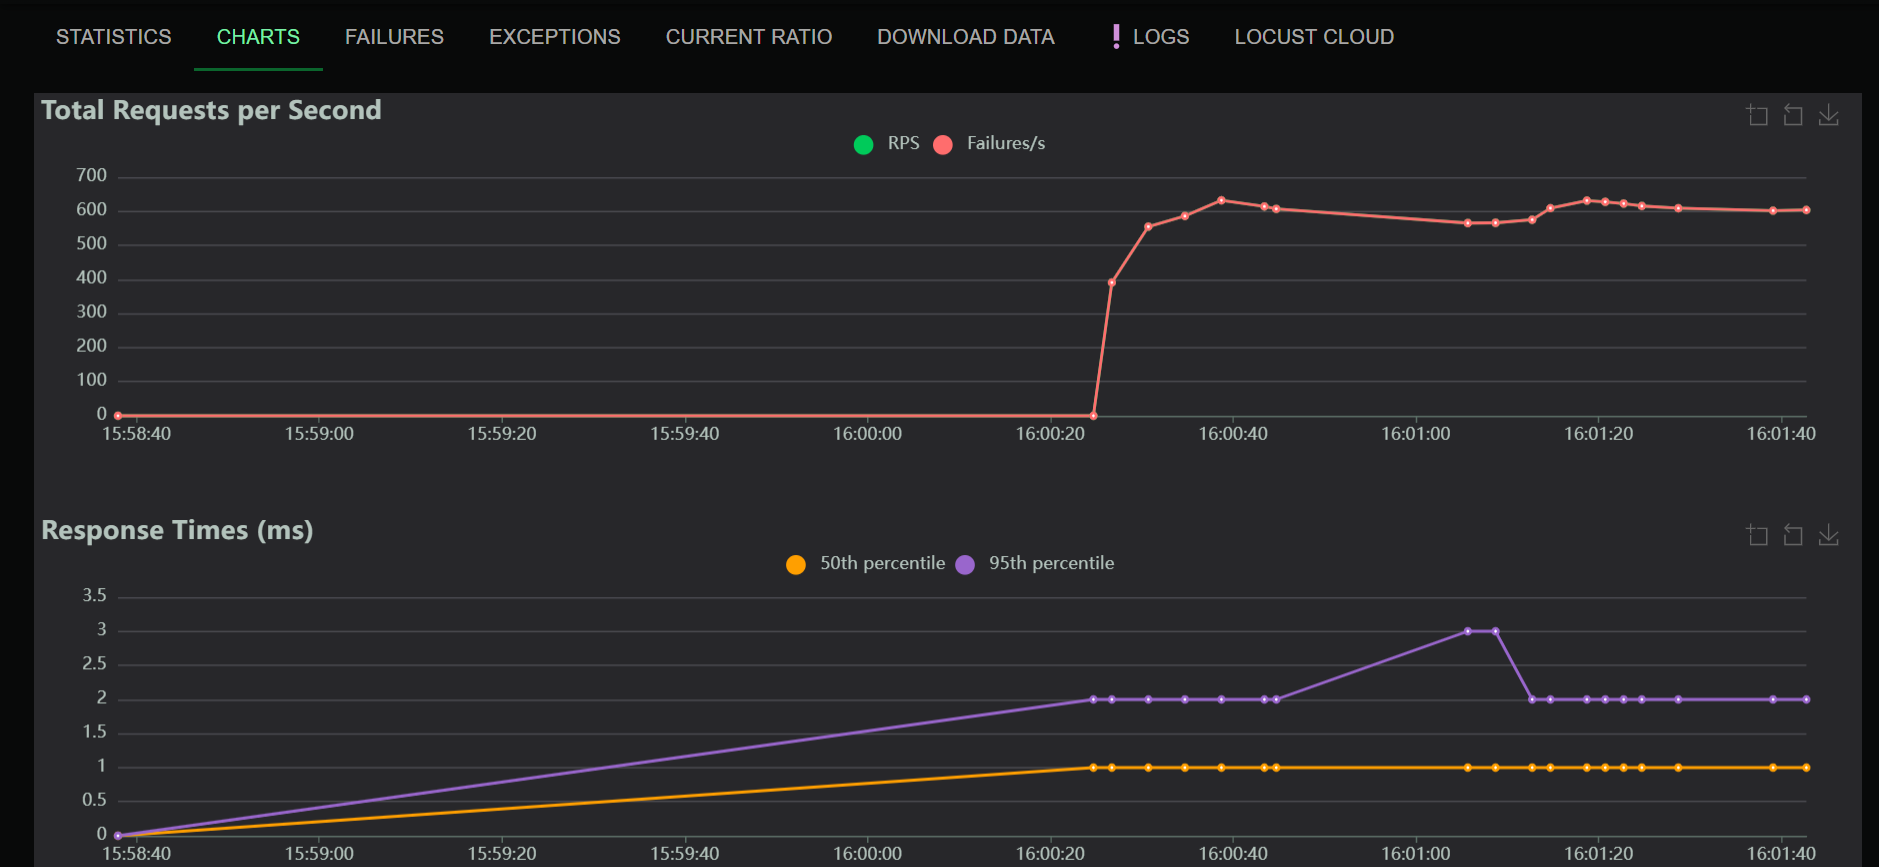 STATISTICS CHARTS FAILURES EXCEPTIONS CURRENT RATIO DOWNLOAD DATA ❗ LOGS LOCUST CLOUD
Total Requests per Second
RPS Failures/s
700
600
500
400
300
200
100
0
15:58:40 15:59:00 15:59:20 15:59:40 16:00:00 16:00:20 16:00:40 16:01:00 16:01:20 16:01:40
Response Times (ms)
50th percentile 95th percentile
3.5
3
2.5
2
1.5
1
0.5
0
15:58:40 15:59:00 15:59:20 15:59:40 16:00:00 16:00:20 16:00:40 16:01:00 16:01:20 16:01:40